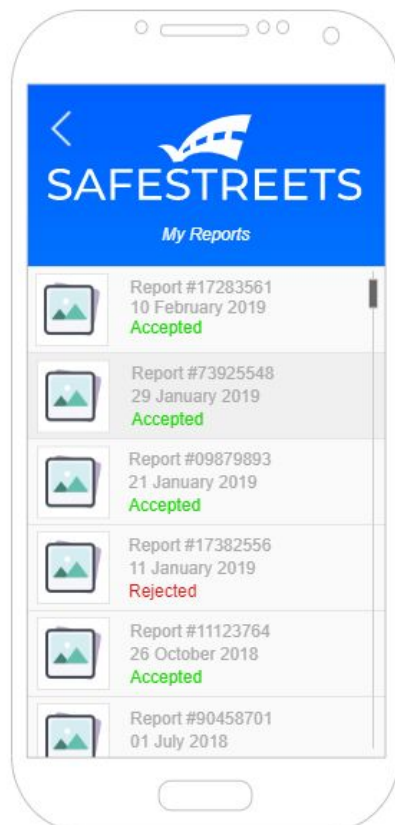 SAFESTREETS
My Reports
Report #17283561
10 February 2019
Accepted
Report #73925548
29 January 2019
Accepted
Report #09879893
21 January 2019
Accepted
Report #17382556
11 January 2019
Rejected
Report #11123764
26 October 2018
Accepted
Report #90458701
01 July 2018